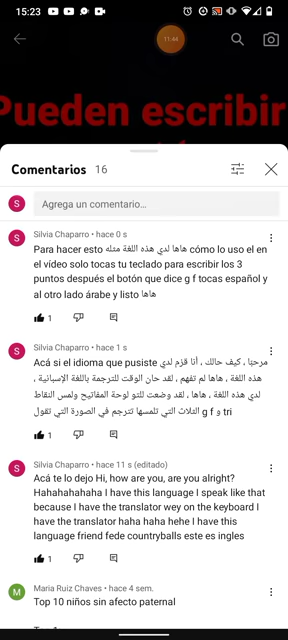 15:23
11:44
Pueden escribir
Comentarios 16
S
Agrega un comentario...
S
Silvia Chaparro • hace 0 s
Para hacer esto هاها لدي هذه اللغة مثله cómo lo uso el en
el vídeo solo tocas tu teclado para escribir los 3
puntos después el botón que dice g f tocas español y
al otro lado árabe y listo هاها
1
S
Silvia Chaparro • hace 1 s
Acá si el idioma que pusiste مرحبًا ، كيف حالك ، أنا قزم لدي
هذه اللغة ، هاها لم تفهم ، لقد حان الوقت للترجمة باللغة الإسبانية ،
لدي هذه اللغة ، هاها ، لقد وضعت للتو لوحة المفاتيح ولمس النقاط
الثلاث التي تلمسها تترجم في الصورة التي تقول g f و tri
1
S
Silvia Chaparro • hace 11 s (editado)
Acá te lo dejo Hi, how are you, are you alright?
Hahahahahaha I have this language I speak like that
because I have the translator wey on the keyboard I
have the translator haha haha hehe I have this
language friend fede countryballs este es ingles
1
M
Maria Ruiz Chaves • hace 4 sem.
Top 10 niños sin afecto paternal